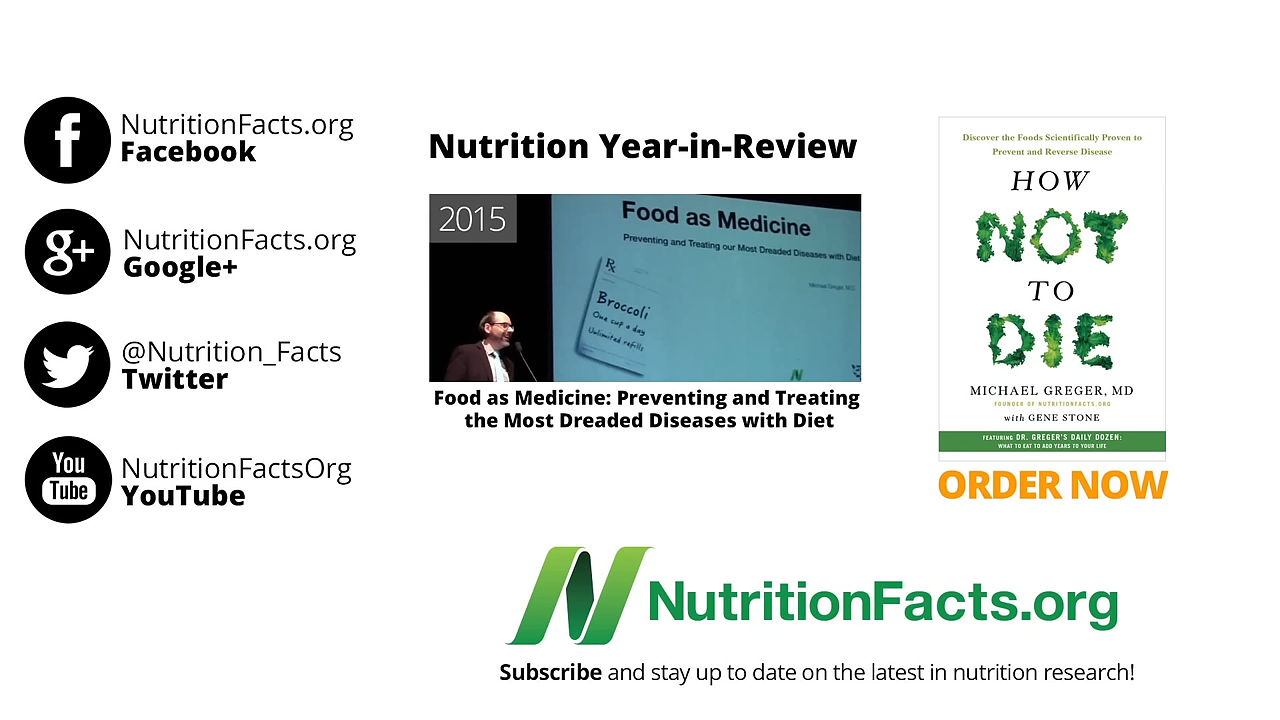 NutritionFacts.org
Facebook
g+
NutritionFacts.org
Google+
@Nutrition_Facts
Twitter
You
Tube
NutritionFactsOrg
YouTube
Nutrition Year-in-Review
2015
Food as Medicine
Preventing and Treating our Most Dreaded Diseases with Diet
Rx
Broccoli
One cup a day
Unlimited refills
Food as Medicine: Preventing and Treating
the Most Dreaded Diseases with Diet
Discover the Foods Scientifically Proven to
Prevent and Reverse Disease
HOW
NOT
TO
DIE
MICHAEL GREGER, MD
FOUNDER OF NUTRITIONFACTS.ORG
with GENE STONE
FEATURING DR. GREGER'S DAILY DOZEN:
WHAT TO EAT TO ADD YEARS TO YOUR LIFE
ORDER NOW
NutritionFacts.org
Subscribe and stay up to date on the latest in nutrition research!